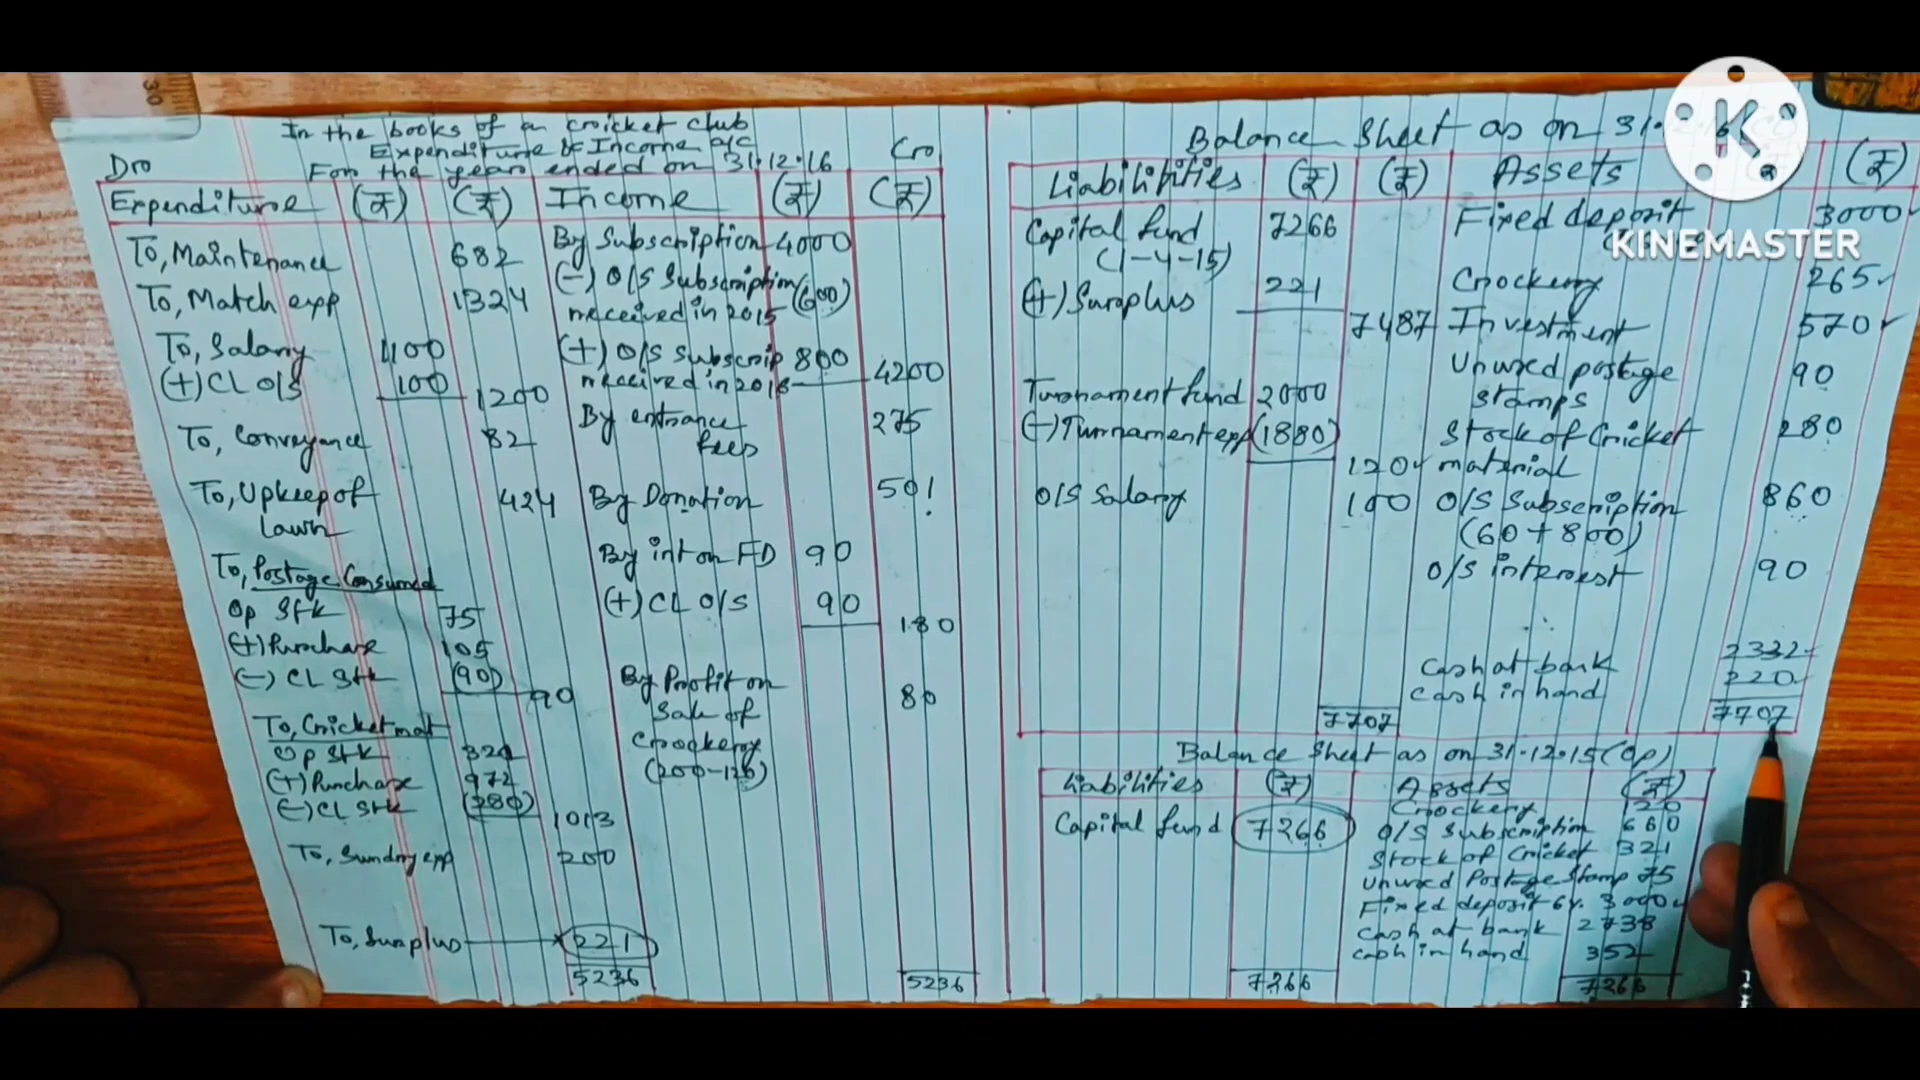 In the books of a cricket club
Expenditure & Income a/c
Dr. For the years ended on 31.12.16 Cr.
Expenditure (₹) (₹) Income (₹) (₹)
To, Maintenance 682
To, Match exp 1324
To, Salary 1100
(+) CL O/S 100 1200
To, Conveyance 82
To, Upkeep of
Lawn 424
To, Postage Consumed
Op Stk 75
(+) Purchase 105
(-) CL Stk (90) 90
To, Cricket mat
Op Stk 321
(+) Purchase 972
(-) CL Stk (280) 1013
To, Sundry exp 200
To, Surplus 221
5236
By Subscription 4000
(-) O/S Subscription (600)
received in 2015
(+) O/S Subscrip 800
received in 2016 4200
By entrance 275
fees
By Donation 501
By int on FD 90
(+) CL O/S 90
180
By Profit on 80
Sale of
Crockery
(200-120)
5236
Balance Sheet as on 31.12.16
Liabilities (₹) (₹) Assets (₹)
Capital fund 7266
(1-4-15)
(+) Surplus 221
7487
Turnament fund 2000
(-) Turnament exp (1880)
120
O/S Salary 100
7707
Fixed deposit 3000
Crockery 265
Investment 570
Unused postage 90
stamps
Stock of Cricket 280
material
O/S Subscription 860
(60 + 800)
O/S interest 90
Cash at bank 2332
Cash in hand 220
7707
Balance Sheet as on 31.12.15 (Op)
Liabilities (₹) Assets (₹)
Capital fund 7266
7266
Crockery 120
O/S Subscription 660
Stock of Cricket 321
Unused Postage Stamp 75
Fixed deposit 6% 3000
Cash at bank 2738
Cash in hand 352
7266
K
KINEMASTER
30